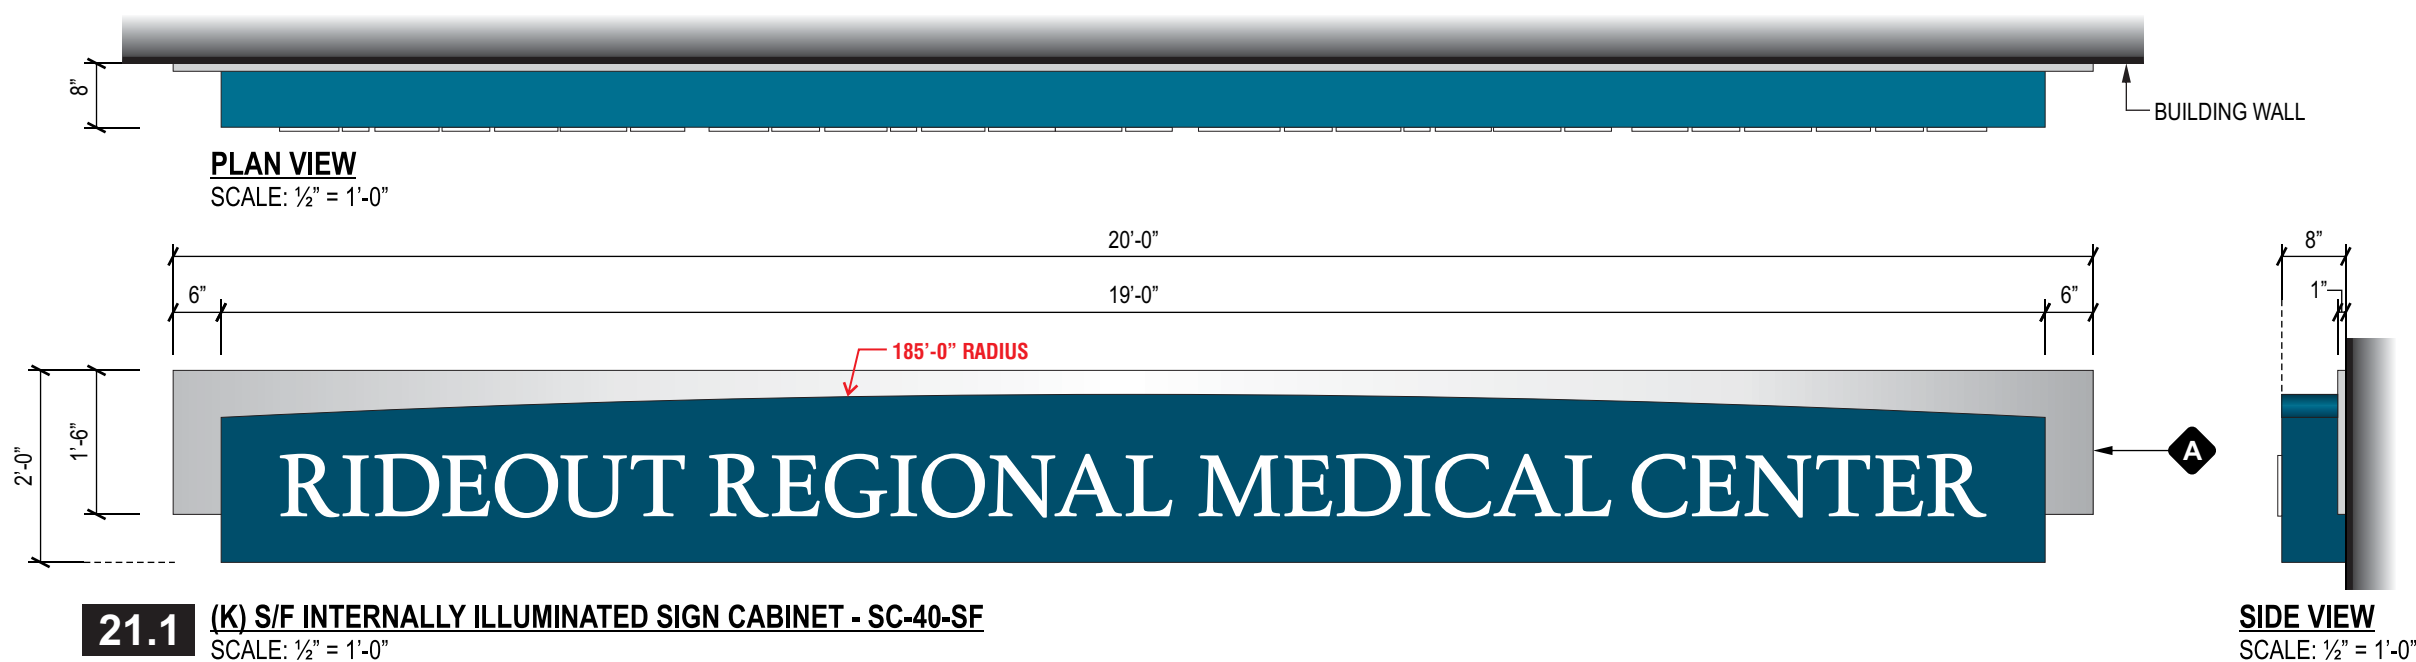 8”
BUILDING WALL
PLAN VIEW
SCALE: ½” = 1’-0”
20’-0”
8”
6”
19’-0”
6”
1”
185’-0” RADIUS
2’-0”
1’-6”
RIDEOUT REGIONAL MEDICAL CENTER
A
21.1
(K) S/F INTERNALLY ILLUMINATED SIGN CABINET - SC-40-SF
SCALE: ½” = 1’-0”
SIDE VIEW
SCALE: ½” = 1’-0”